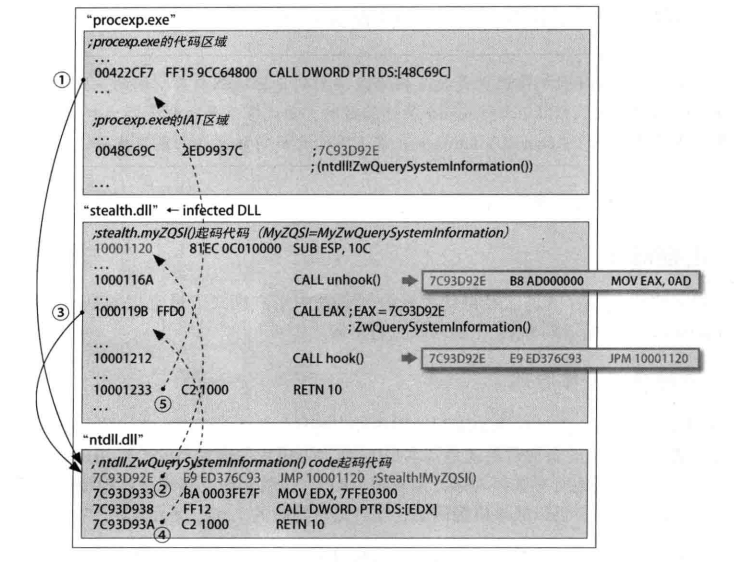 “procexp.exe”
;procexp.exe的代码区域
...
① 00422CF7 FF15 9CC64800 CALL DWORD PTR DS:[48C69C]
...
;procexp.exe的IAT区域
...
0048C69C 2ED9937C ;7C93D92E
; (ntdll!ZwQuerySystemInformation())
...
“stealth.dll” ← infected DLL
;stealth.myZQSI()起码代码（MyZQSI=MyZwQuerySystemInformation）
10001120 81EC 0C010000 SUB ESP, 10C
...
1000116A CALL unhook() 7C93D92E B8 AD000000 MOV EAX, 0AD
...
③ 1000119B FFD0 CALL EAX ; EAX = 7C93D92E
; ZwQuerySystemInformation()
...
10001212 CALL hook() 7C93D92E E9 ED376C93 JPM 10001120
...
10001233 C2 1000 RETN 10
⑤
...
“ntdll.dll”
; ntdll.ZwQuerySystemInformation() code起码代码
7C93D92E E9 ED376C93 JMP 10001120 ;Stealth!MyZQSI()
②
7C93D933 BA 0003FE7F MOV EDX, 7FFE0300
7C93D938 FF12 CALL DWORD PTR DS:[EDX]
7C93D93A C2 1000 RETN 10
④